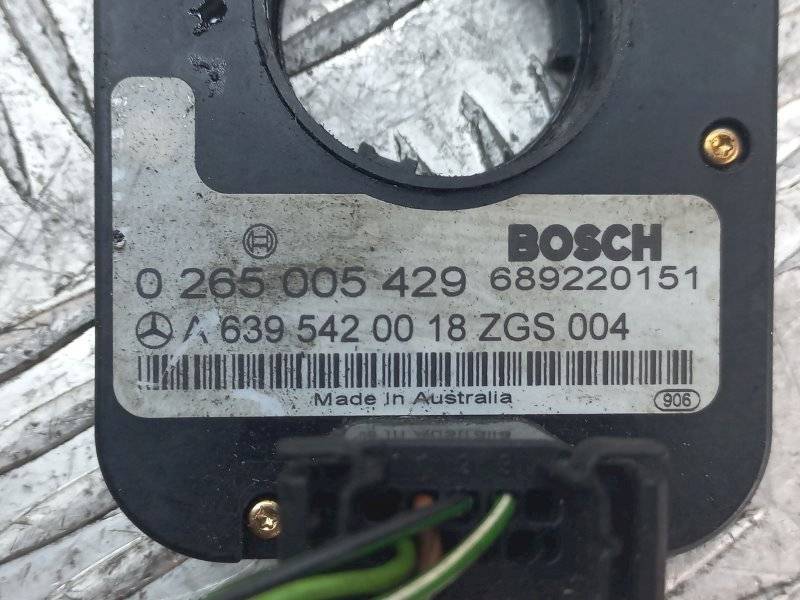 BOSCH
0 265 005 429 689220151
A 639 542 00 18 ZGS 004
Made in Australia 906